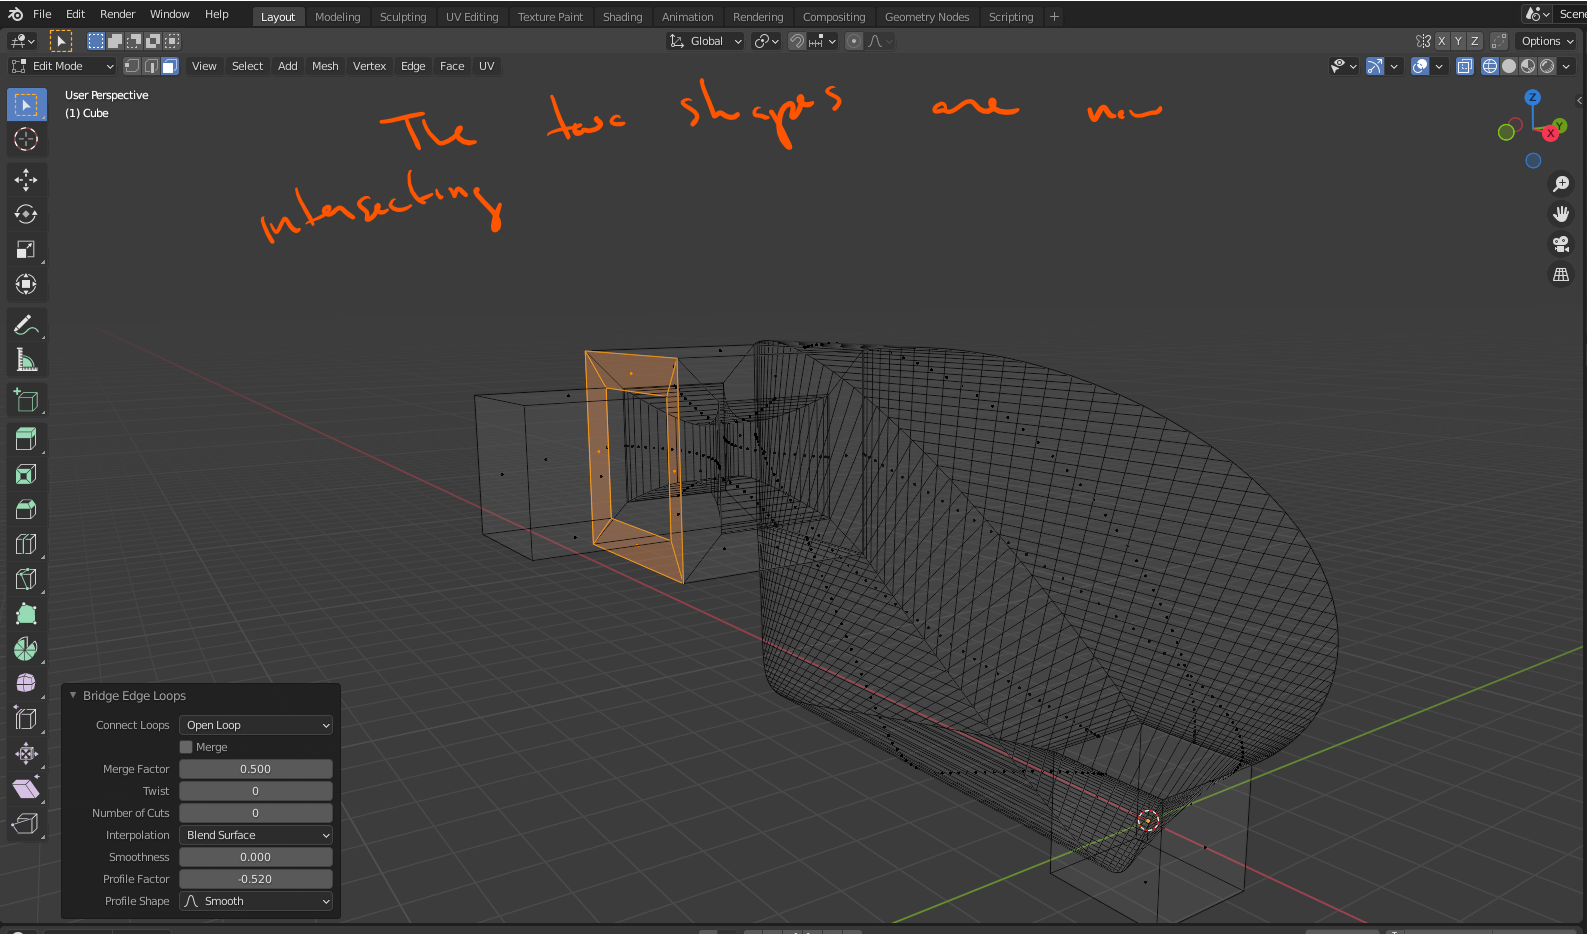 File Edit Render Window Help Layout Modeling Sculpting UV Editing Texture Paint Shading Animation Rendering Compositing Geometry Nodes Scripting + Scene
Global X Y Z Options
Edit Mode View Select Add Mesh Vertex Edge Face UV
User Perspective
(1) Cube
The two shapes are now
intersecting
Z
Y
X
Bridge Edge Loops
Connect Loops Open Loop
Merge
Merge Factor 0.500
Twist 0
Number of Cuts 0
Interpolation Blend Surface
Smoothness 0.000
Profile Factor -0.520
Profile Shape Smooth